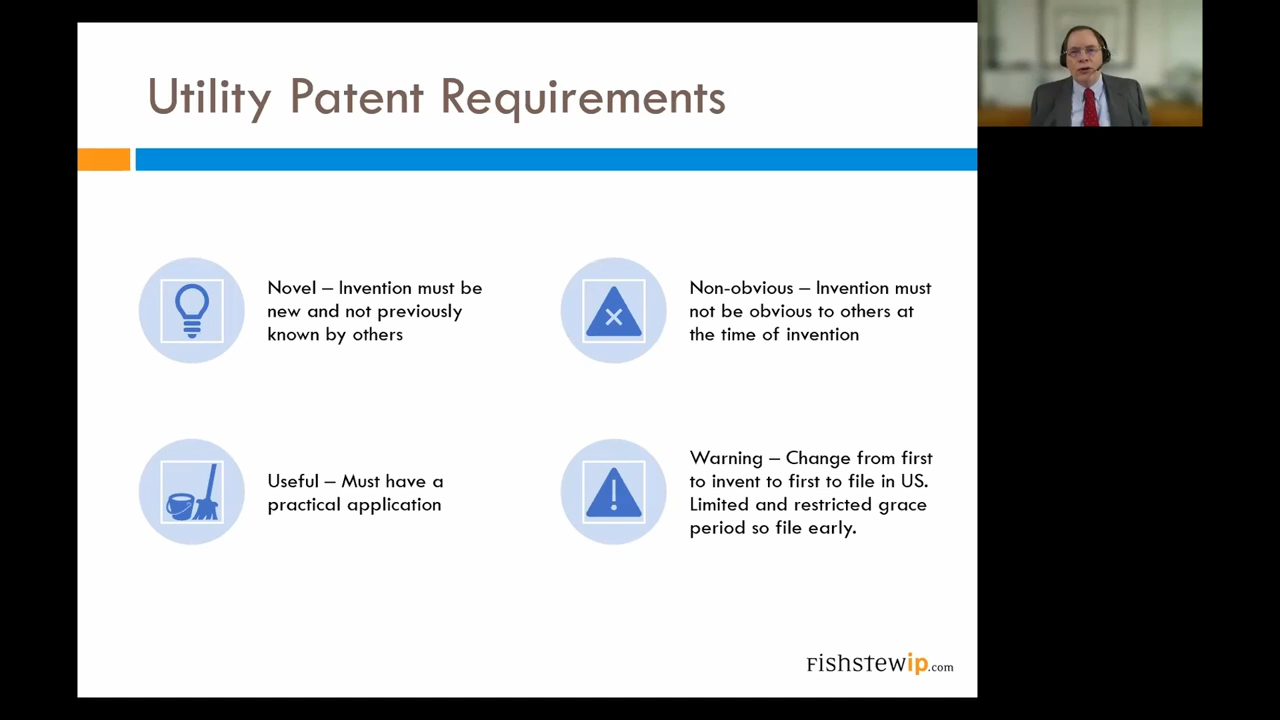 Utility Patent Requirements
Novel – Invention must be
new and not previously
known by others
Non-obvious – Invention must
not be obvious to others at
the time of invention
Useful – Must have a
practical application
Warning – Change from first
to invent to first to file in US.
Limited and restricted grace
period so file early.
Fishstewip.com